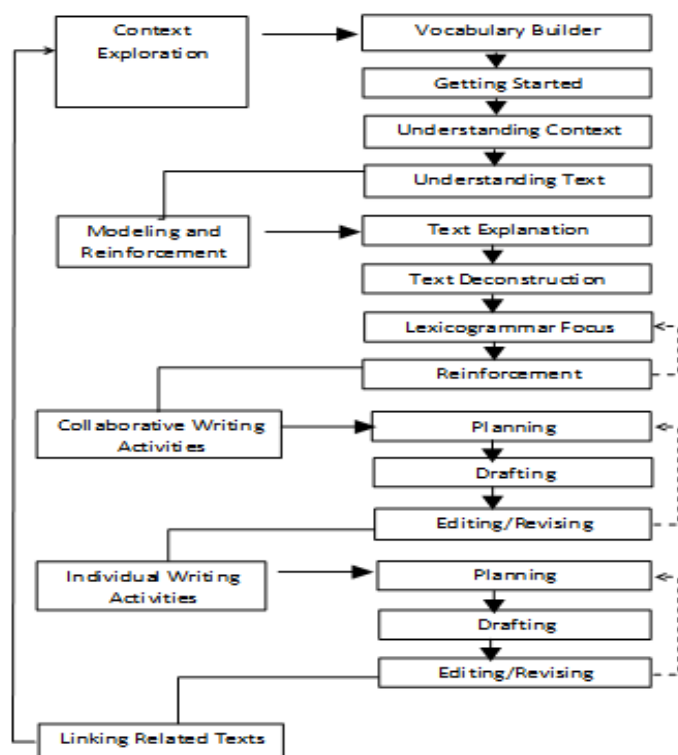 Context
Exploration
Vocabulary Builder
Getting Started
Understanding Context
Understanding Text
Modeling and
Reinforcement
Text Explanation
Text Deconstruction
Lexicogrammar Focus
Reinforcement
Collaborative Writing
Activities
Planning
Drafting
Editing/Revising
Individual Writing
Activities
Planning
Drafting
Editing/Revising
Linking Related Texts